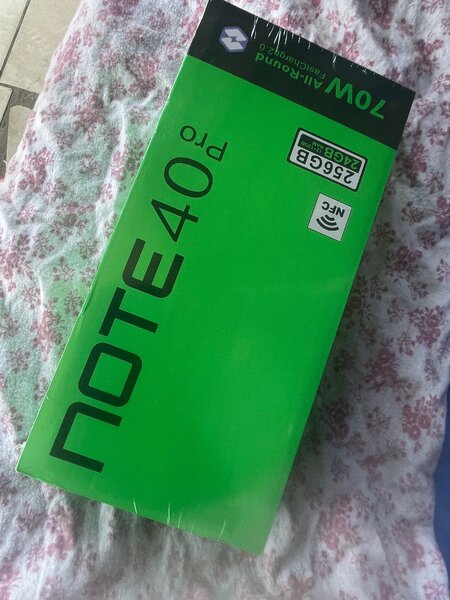 NOTE 40 Pro
NFC
256GB
24GB
70W All-Round
FastCharge2.0